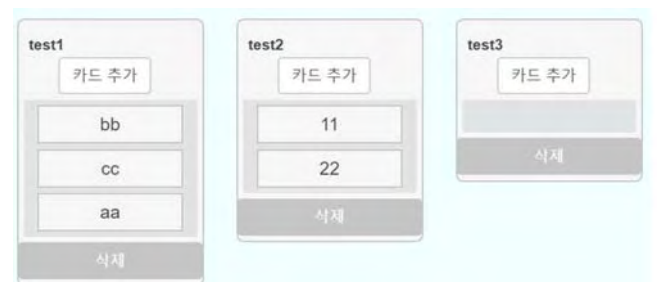 test1
카드 추가
bb
cc
aa
삭제
test2
카드 추가
11
22
삭제
test3
카드 추가
삭제